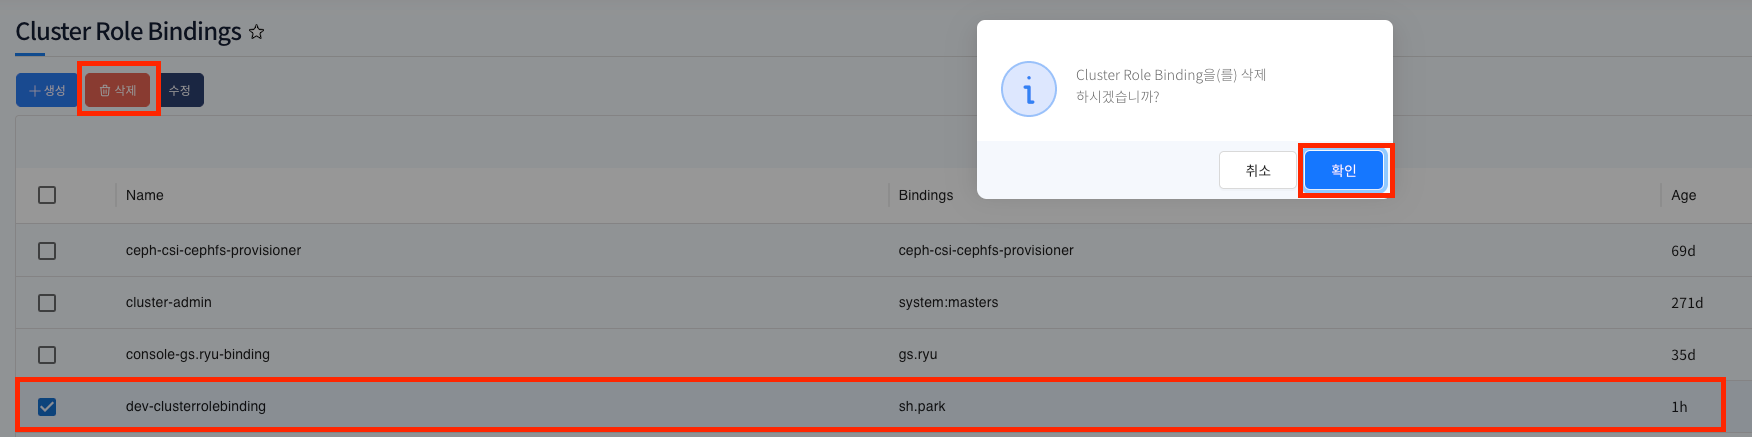 Cluster Role Bindings
생성 삭제 수정
Cluster Role Binding을(를) 삭제
하시겠습니까?
취소 확인
Name Bindings Age
ceph-csi-cephfs-provisioner ceph-csi-cephfs-provisioner 69d
cluster-admin system:masters 271d
console-gs.ryu-binding gs.ryu 35d
dev-clusterrolebinding sh.park 1h